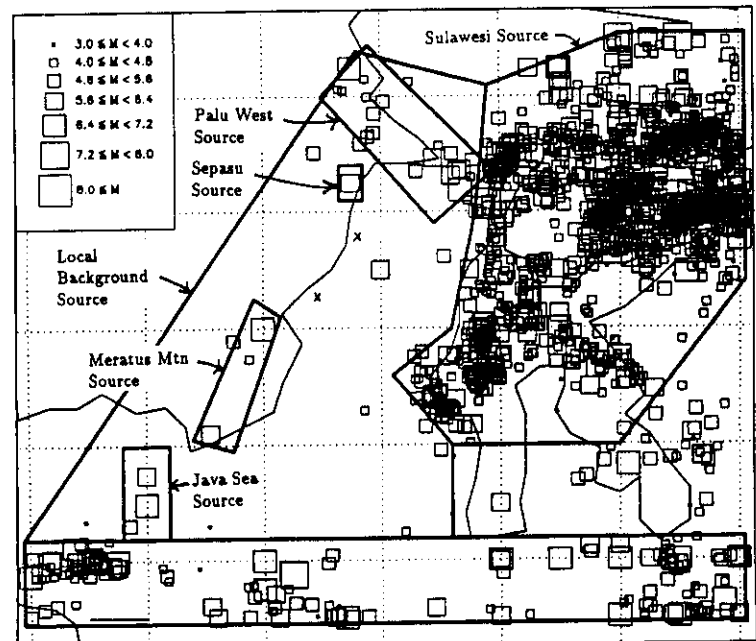 3.0 ≤ M < 4.0
4.0 ≤ M < 4.8
4.8 ≤ M < 5.6
5.6 ≤ M < 6.4
6.4 ≤ M < 7.2
7.2 ≤ M < 8.0
8.0 ≤ M
Sulawesi Source
Palu West
Source
Sepasu
Source
Local
Background
Source
Meratus Mtn
Source
Java Sea
Source
x
x